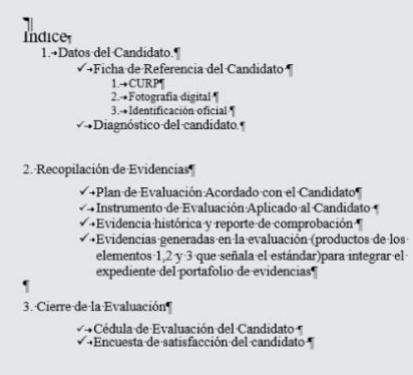 Índice
1. Datos del Candidato.
✓ Ficha de Referencia del Candidato
1. CURP
2. Fotografía digital
3. Identificación oficial
✓ Diagnóstico del candidato.
2. Recopilación de Evidencias
✓ Plan de Evaluación Acordado con el Candidato
✓ Instrumento de Evaluación Aplicado al Candidato
✓ Evidencia histórica y reporte de comprobación
✓ Evidencias generadas en la evaluación (productos de los
elementos 1,2 y 3 que señala el estándar)para integrar el
expediente del portafolio de evidencias
3. Cierre de la Evaluación
✓ Cédula de Evaluación del Candidato
✓ Encuesta de satisfacción del candidato